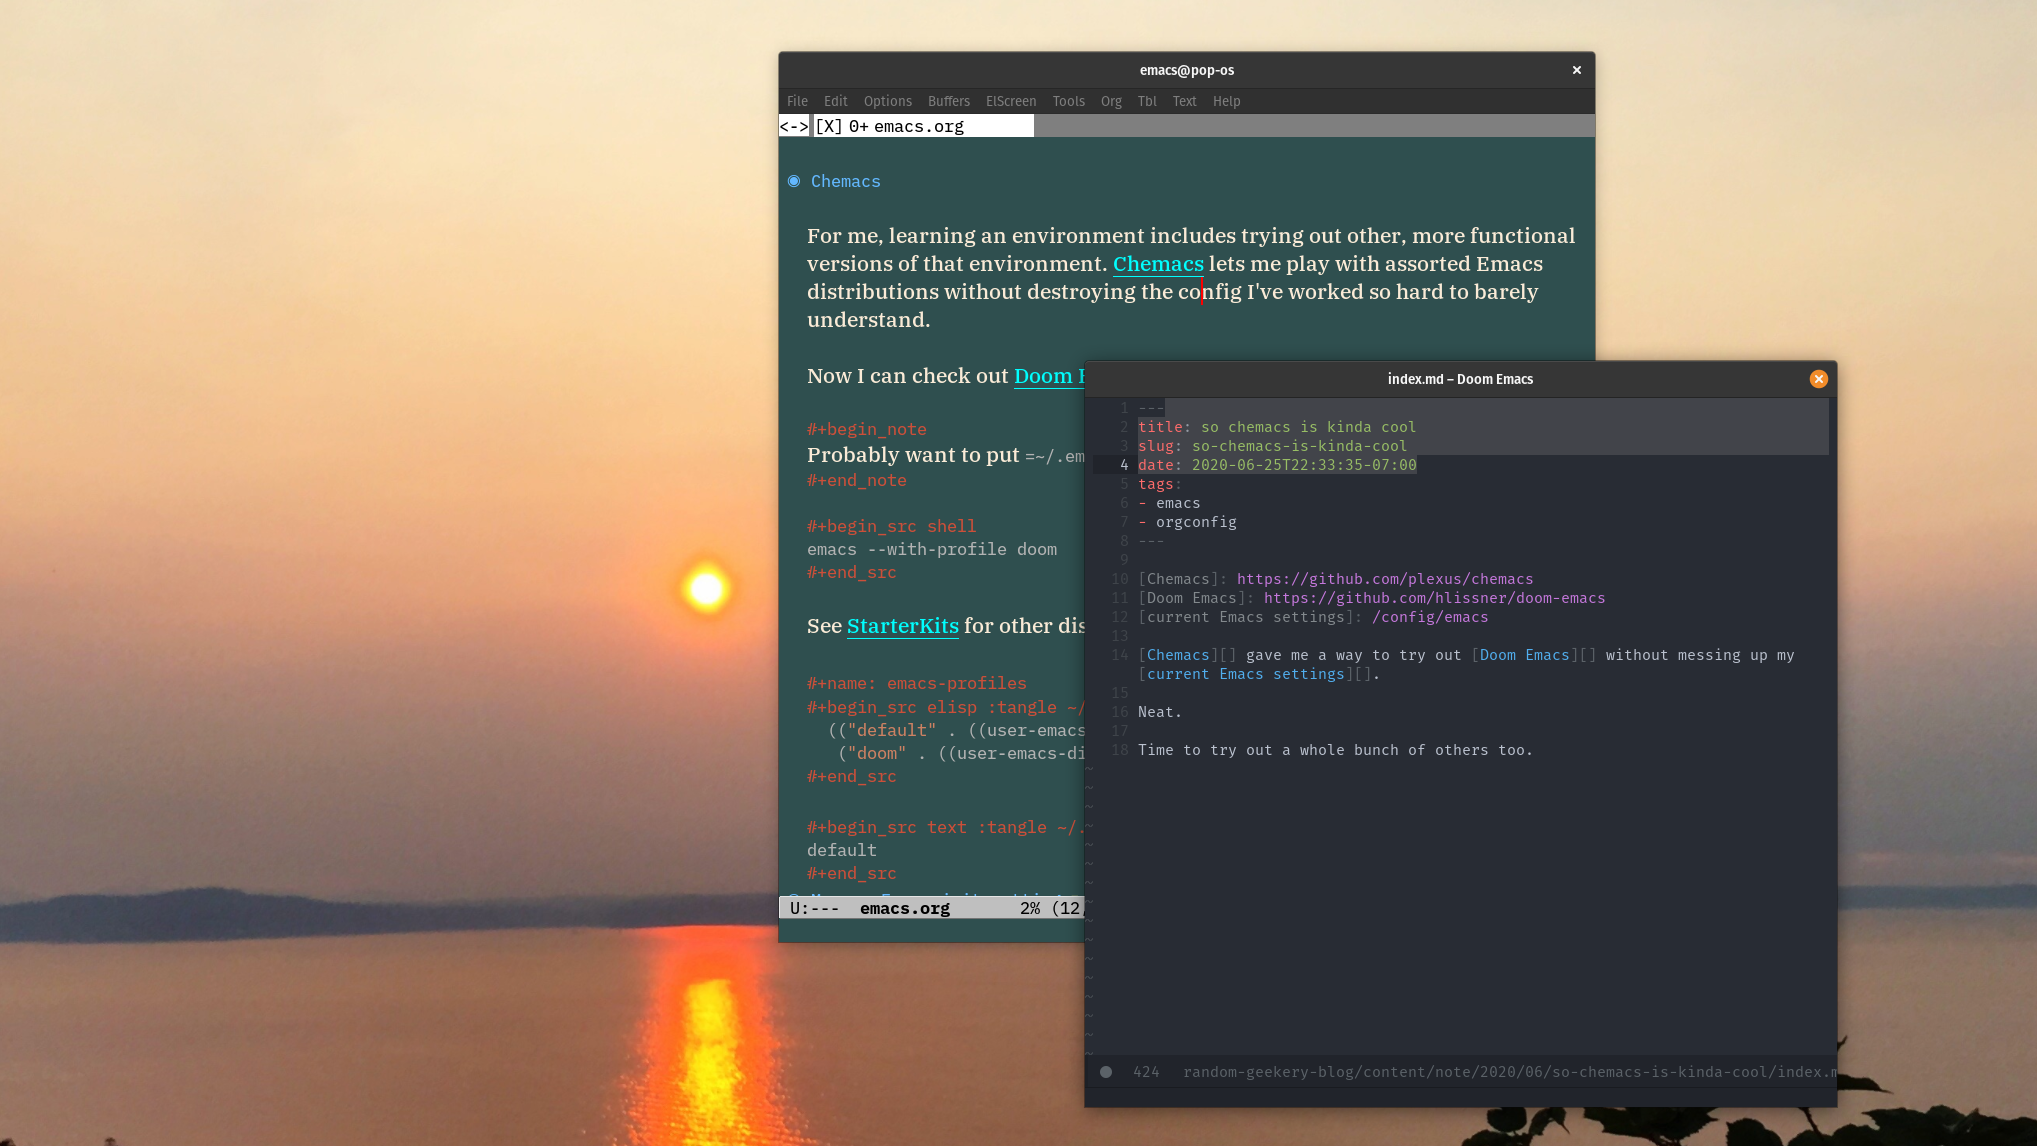 emacs@pop-os
File Edit Options Buffers ElScreen Tools Org Tbl Text Help
<-> [X] 0+ emacs.org
Chemacs
For me, learning an environment includes trying out other, more functional
versions of that environment. Chemacs lets me play with assorted Emacs
distributions without destroying the config I've worked so hard to barely
understand.
Now I can check out Doom
#+begin_note
Probably want to put =~/.em
#+end_note
#+begin_src shell
emacs --with-profile doom
#+end_src
See StarterKits for other dis
#+name: emacs-profiles
#+begin_src elisp :tangle ~/
(("default" . ((user-emacs
("doom" . ((user-emacs-di
#+end_src
#+begin_src text :tangle ~/.
default
#+end_src
U:--- emacs.org 2% (12,
index.md – Doom Emacs
1 ---
2 title: so chemacs is kinda cool
3 slug: so-chemacs-is-kinda-cool
4 date: 2020-06-25T22:33:35-07:00
5 tags:
6 - emacs
7 - orgconfig
8 ---
9
10 [Chemacs]: https://github.com/plexus/chemacs
11 [Doom Emacs]: https://github.com/hlissner/doom-emacs
12 [current Emacs settings]: /config/emacs
13
14 [Chemacs][] gave me a way to try out [Doom Emacs][] without messing up my
[current Emacs settings][].
15
16 Neat.
17
18 Time to try out a whole bunch of others too.
424 random-geekery-blog/content/note/2020/06/so-chemacs-is-kinda-cool/index.m